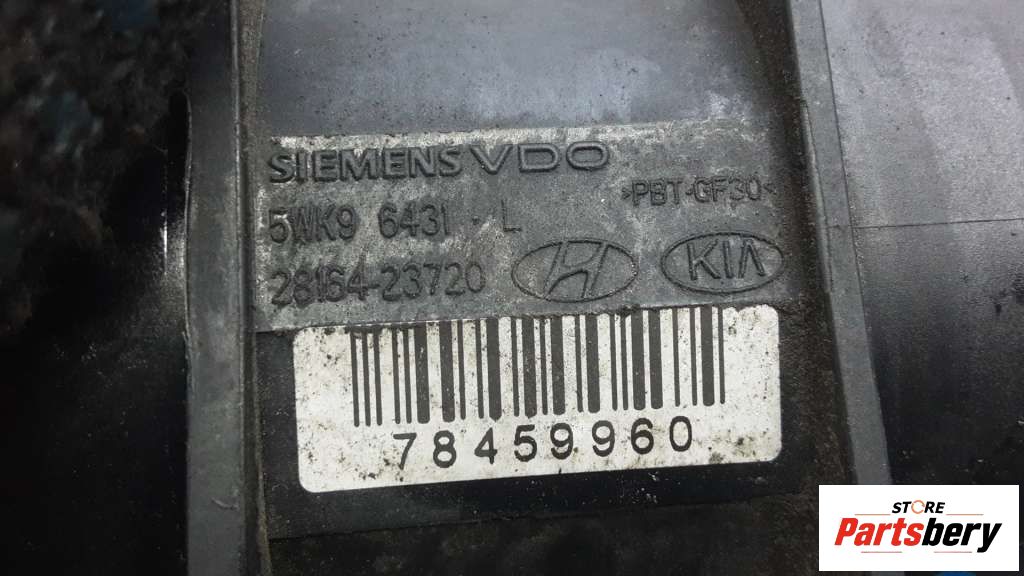 SIEMENS VDO
>PBT-GF30<
5WK9 6431 - L
28164-23720
H KIA
78459960
STORE
Partsbery